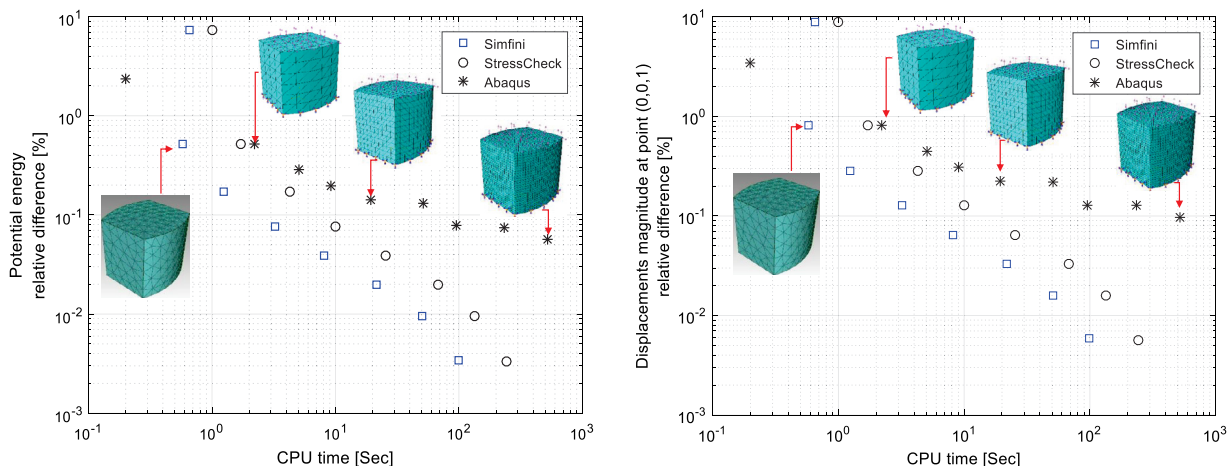 10^1
10^0
10^-1
10^-2
10^-3
Potential energy
relative difference [%]
10^-1
10^0
10^1
10^2
10^3
CPU time [Sec]
Simfini
StressCheck
Abaqus
10^1
10^0
10^-1
10^-2
10^-3
Displacements magnitude at point (0,0,1)
relative difference [%]
10^-1
10^0
10^1
10^2
10^3
CPU time [Sec]
Simfini
StressCheck
Abaqus